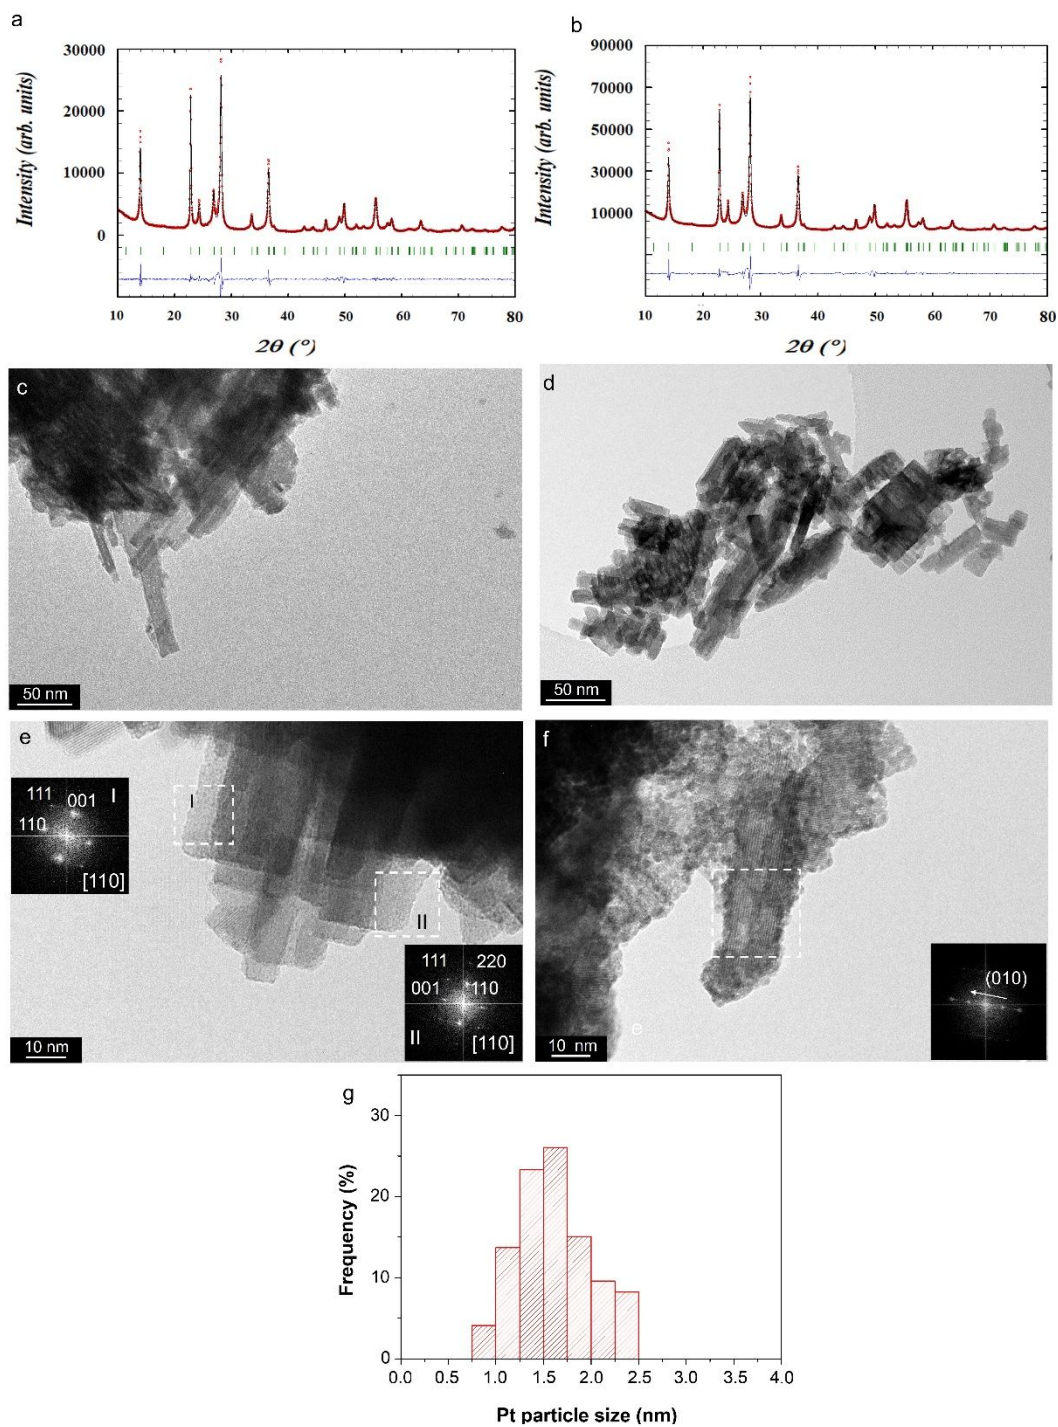 a
30000
20000
10000
0
Intensity (arb. units)
10 20 30 40 50 60 70 80
2θ (°)
b
90000
70000
50000
30000
10000
Intensity (arb. units)
10 20 30 40 50 60 70 80
2θ (°)
c
50 nm
d
50 nm
e
111 I
001
110
[110]
I
II
111 220
001 110
II [110]
10 nm
f
(010)
e
10 nm
g
30
20
10
0
Frequency (%)
0.0 0.5 1.0 1.5 2.0 2.5 3.0 3.5 4.0
Pt particle size (nm)